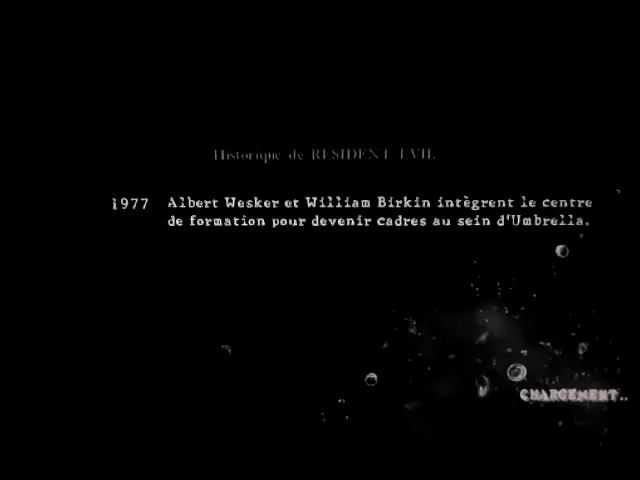 Historique de RESIDENT EVIL
1977 Albert Wesker et William Birkin intègrent le centre
de formation pour devenir cadres au sein d'Umbrella.
CHARGEMENT..